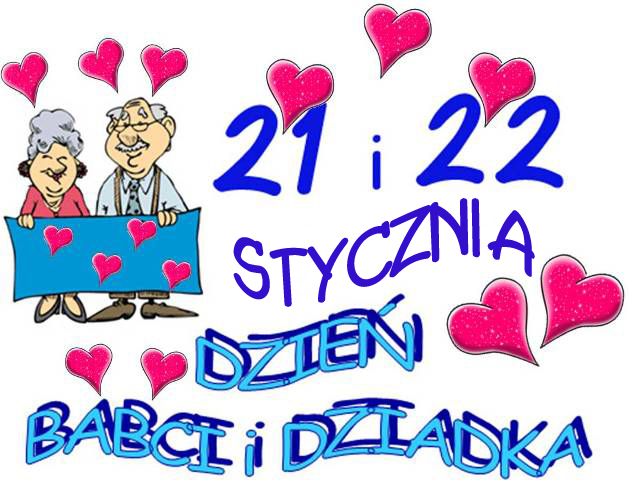 21 i 22
STYCZNIA
DZIEŃ
BABCI i DZIADKA